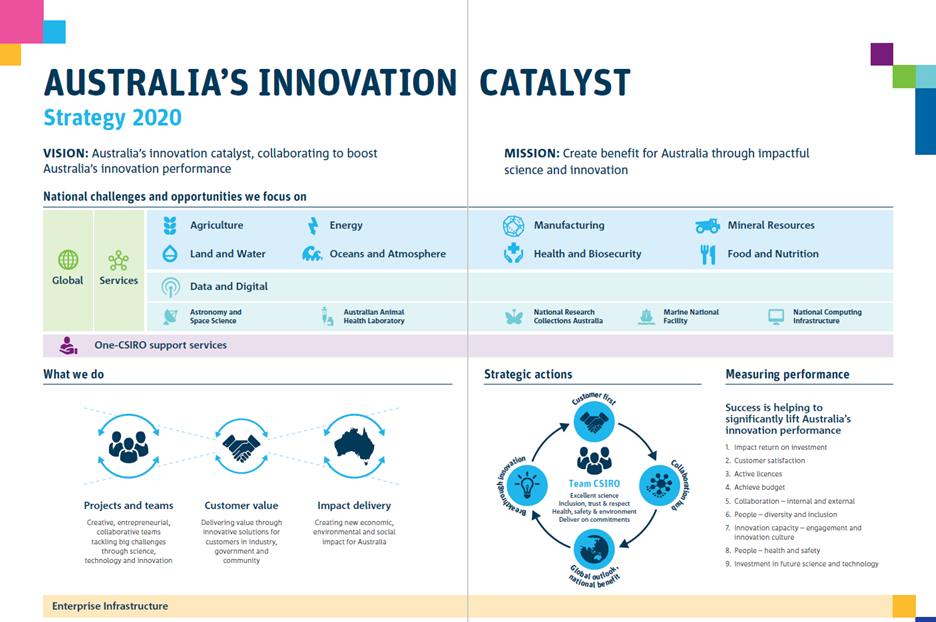 AUSTRALIA'S INNOVATION CATALYST
Strategy 2020
VISION: Australia's innovation catalyst, collaborating to boost
Australia's innovation performance
MISSION: Create benefit for Australia through impactful
science and innovation
National challenges and opportunities we focus on
Global
Services
Agriculture
Energy
Manufacturing
Mineral Resources
Land and Water
Oceans and Atmosphere
Health and Biosecurity
Food and Nutrition
Data and Digital
Astronomy and
Space Science
Australian Animal
Health Laboratory
National Research
Collections Australia
Marine National
Facility
National Computing
Infrastructure
One-CSIRO support services
What we do
Projects and teams
Creative, entrepreneurial,
collaborative teams
tackling big challenges
through science,
technology and innovation
Customer value
Delivering value through
innovative solutions for
customers in industry,
government and
community
Impact delivery
Creating new economic,
environmental and social
impact for Australia
Strategic actions
Customer first
Collaboration hub
Global outlook,
national benefit
Breakthrough innovation
Team CSIRO
Excellent science
Inclusion, trust & respect
Health, safety & environment
Deliver on commitments
Measuring performance
Success is helping to
significantly lift Australia's
innovation performance
1. Impact return on investment
2. Customer satisfaction
3. Active licences
4. Achieve budget
5. Collaboration – internal and external
6. People – diversity and inclusion
7. Innovation capacity – engagement and
innovation culture
8. People – health and safety
9. Investment in future science and technology
Enterprise Infrastructure